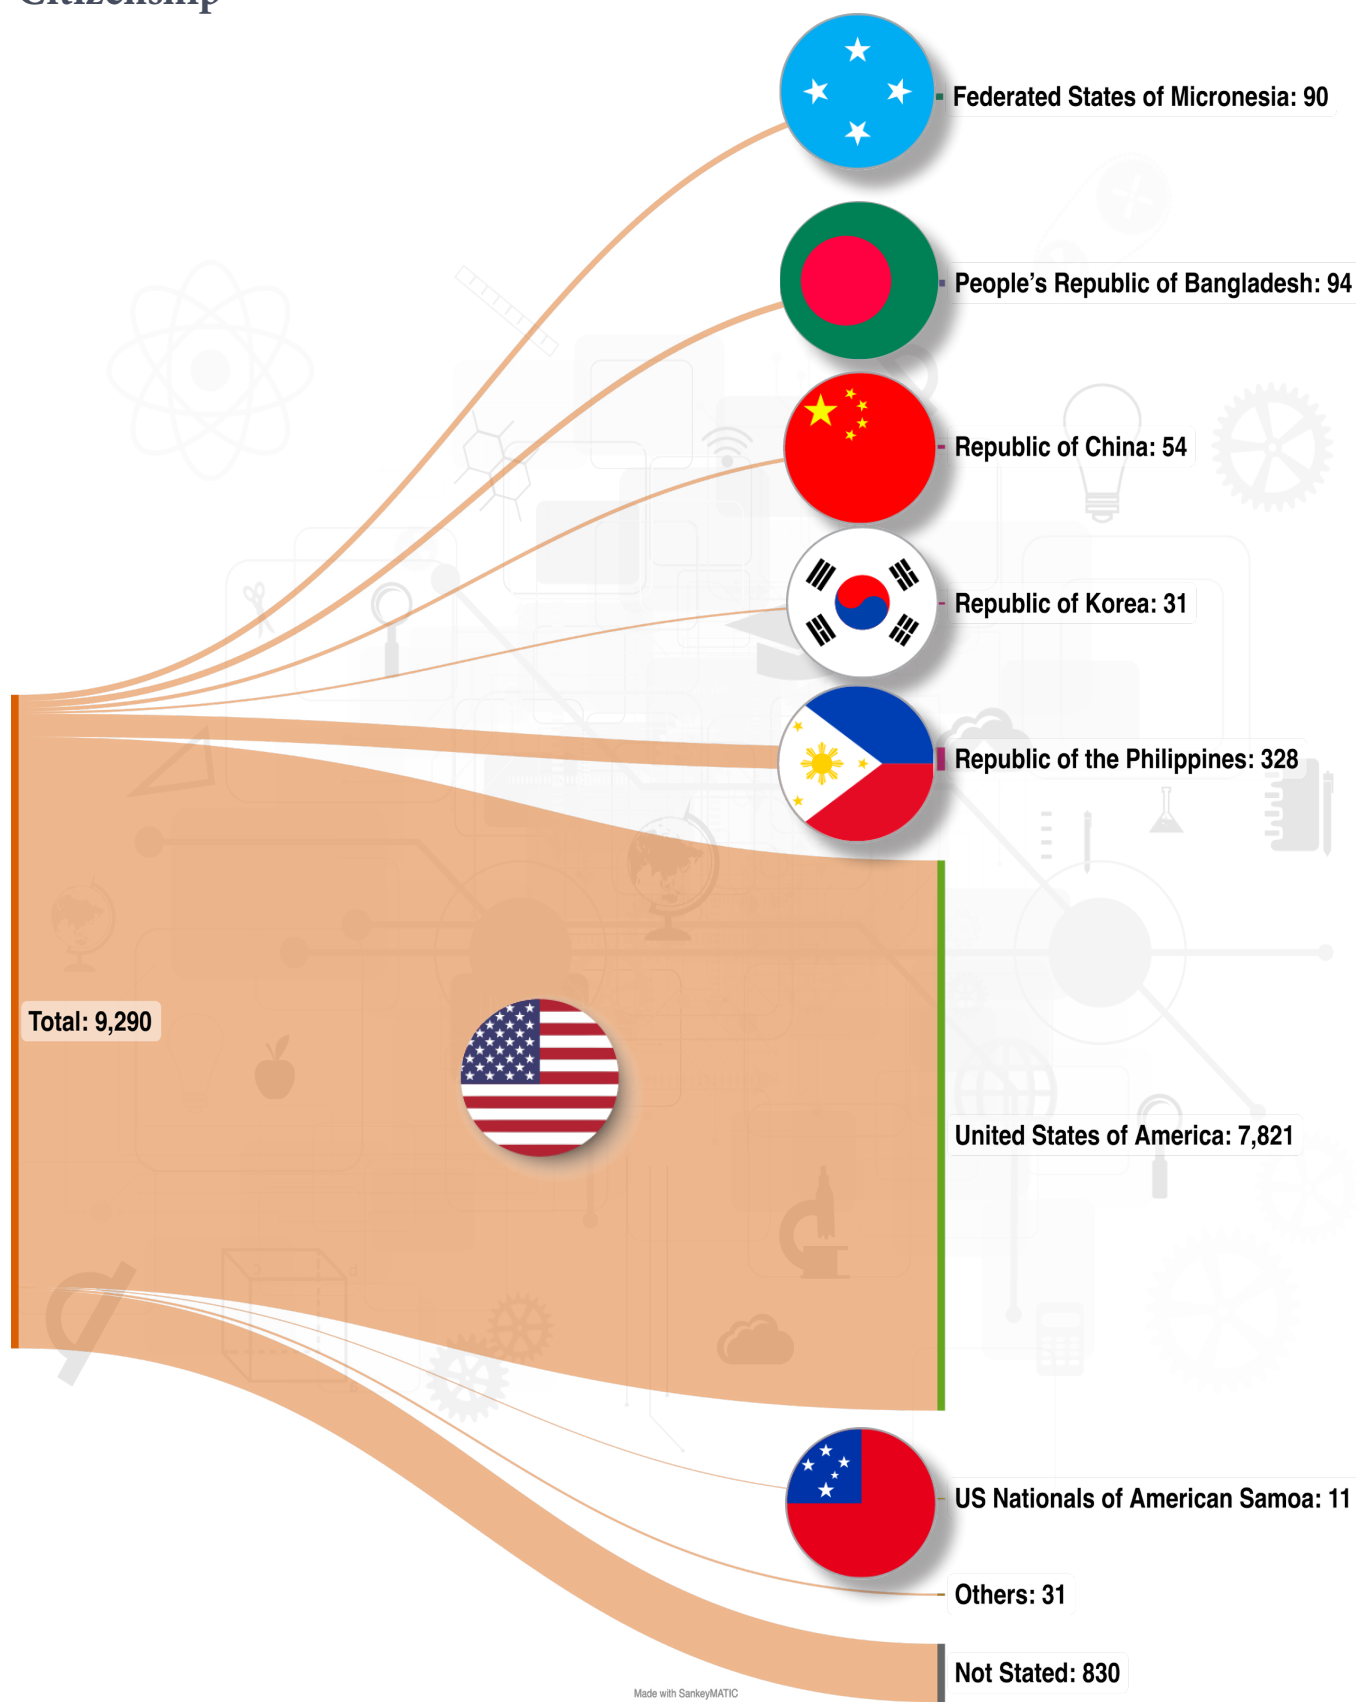 Citizenship
Federated States of Micronesia: 90
People's Republic of Bangladesh: 94
Republic of China: 54
Republic of Korea: 31
Republic of the Philippines: 328
Total: 9,290
United States of America: 7,821
US Nationals of American Samoa: 11
Others: 31
Not Stated: 830
Made with SankeyMATIC